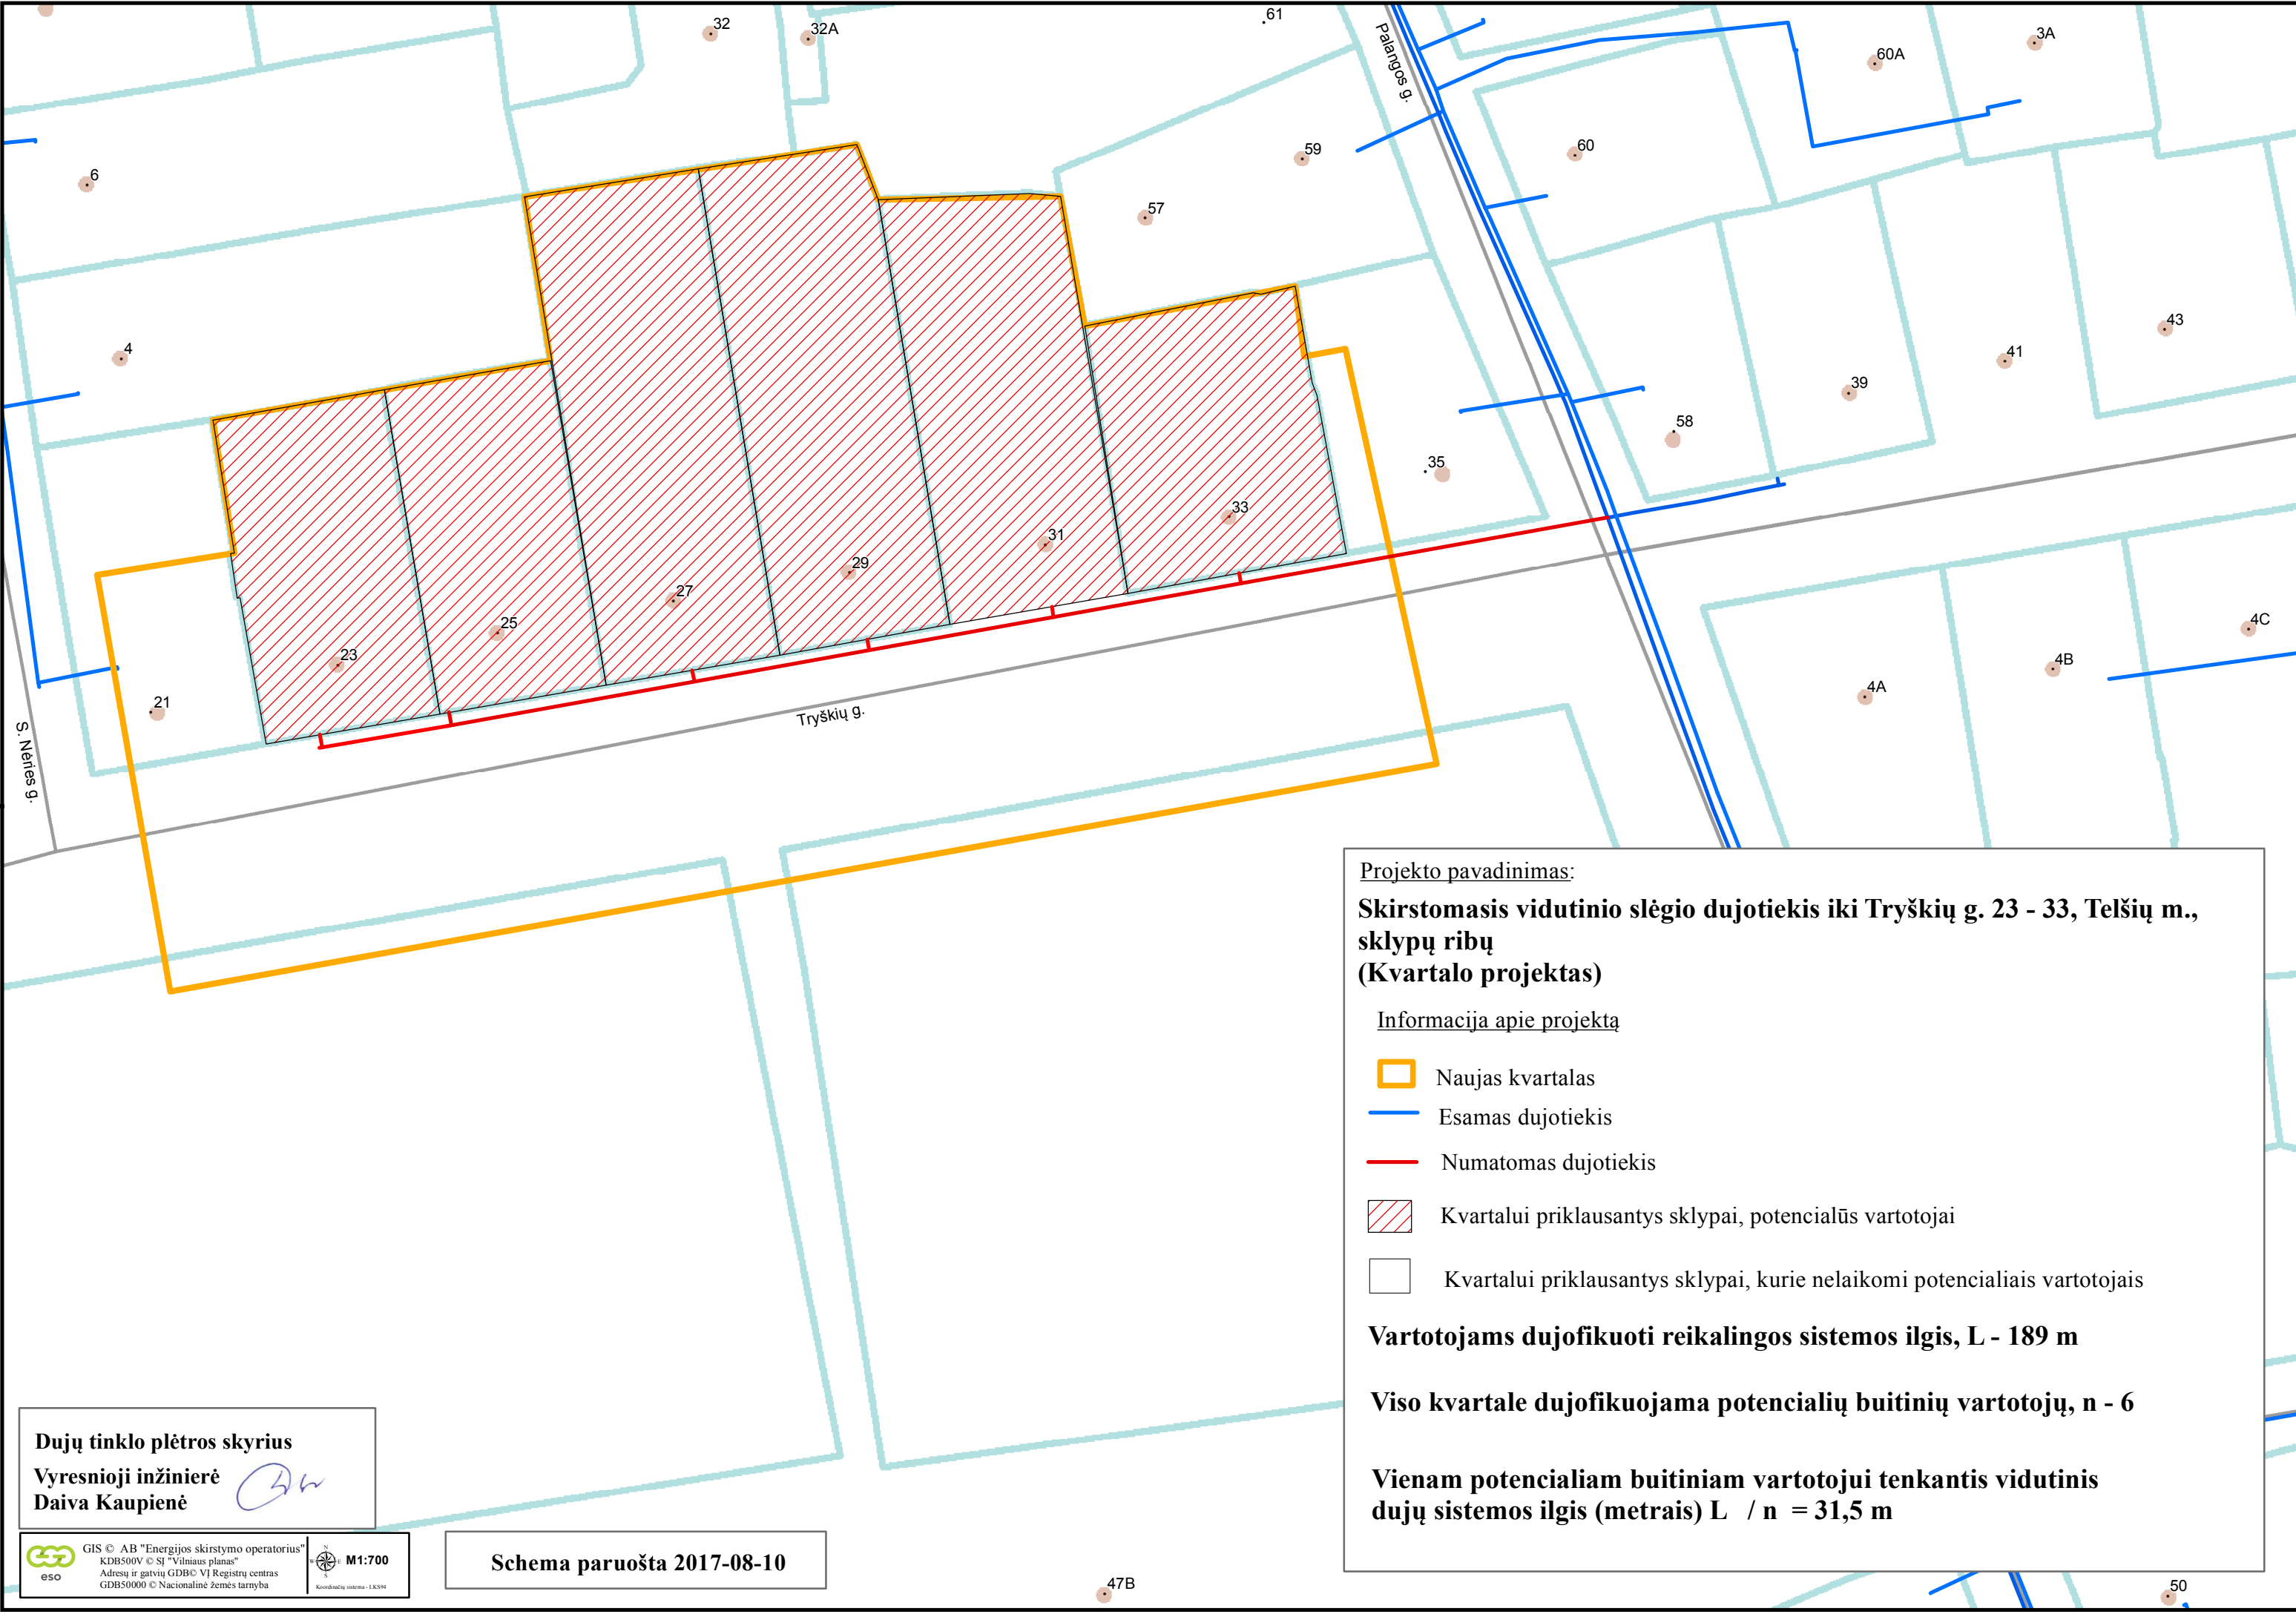 32
32A
61
Palangos g.
60A
3A
6
59
60
57
4
43
41
39
58
35
33
31
29
27
25
23
21
4C
4B
4A
Tryškių g.
S. Nėries g.
Projekto pavadinimas:
Skirstomasis vidutinio slėgio dujotiekis iki Tryškių g. 23 - 33, Telšių m.,
sklypų ribų
(Kvartalo projektas)
Informacija apie projektą
Naujas kvartalas
Esamas dujotiekis
Numatomas dujotiekis
Kvartalui priklausantys sklypai, potencialūs vartotojai
Kvartalui priklausantys sklypai, kurie nelaikomi potencialiais vartotojais
Vartotojams dujofikuoti reikalingos sistemos ilgis, L - 189 m
Viso kvartale dujofikuojama potencialių buitinių vartotojų, n - 6
Vienam potencialiam buitiniam vartotojui tenkantis vidutinis
dujų sistemos ilgis (metrais) L / n = 31,5 m
Dujų tinklo plėtros skyrius
Vyresnioji inžinierė
Daiva Kaupienė
eso
GIS © AB "Energijos skirstymo operatorius"
KDB500V © SĮ "Vilniaus planas"
Adresų ir gatvių GDB© VĮ Registrų centras
GDB50000 © Nacionalinė žemės tarnyba
N
W
E
S
M1:700
Koordinačių sistema - LKS94
Schema paruošta 2017-08-10
47B
50